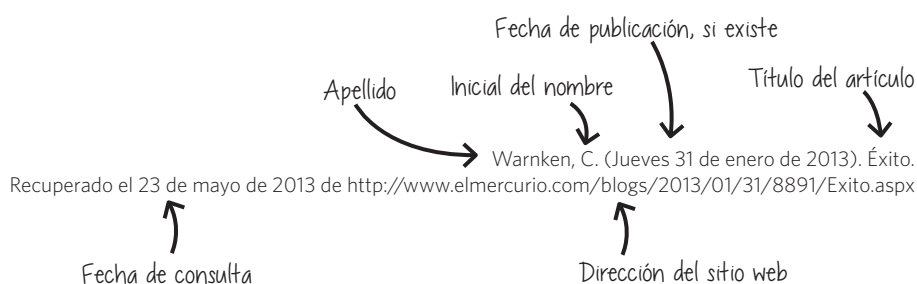 Fecha de publicación, si existe
Apellido
Inicial del nombre
Título del artículo
Warnken, C. (Jueves 31 de enero de 2013). Éxito.
Recuperado el 23 de mayo de 2013 de http://www.elmercurio.com/blogs/2013/01/31/8891/Exito.aspx
Fecha de consulta
Dirección del sitio web